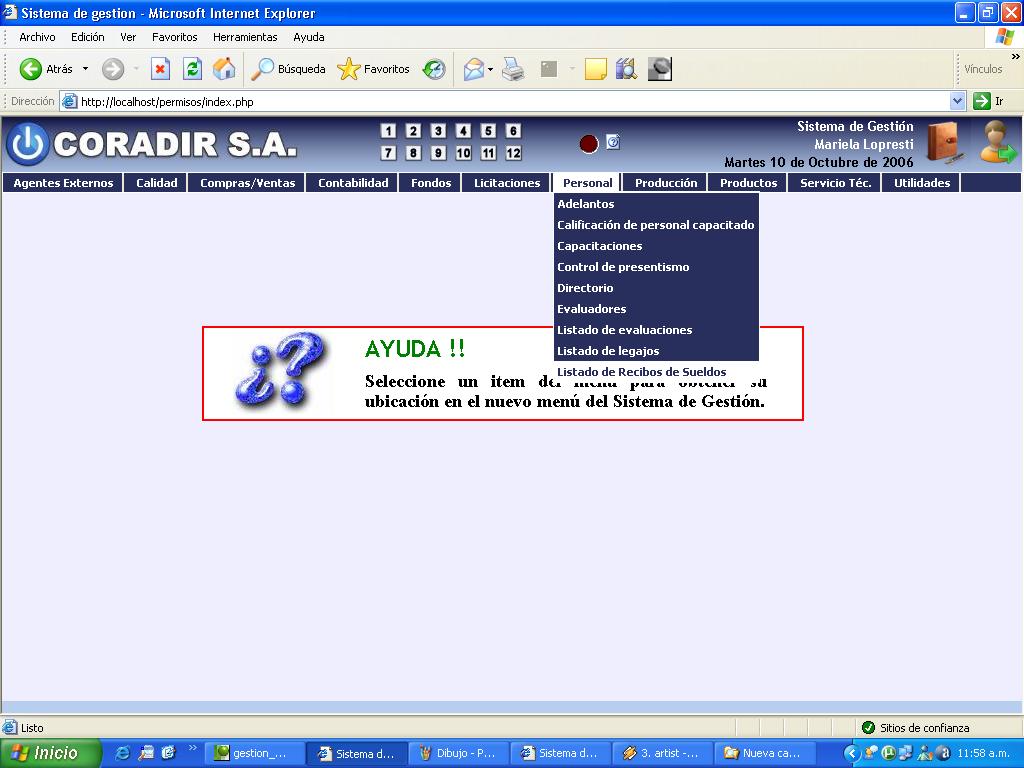 Sistema de gestion - Microsoft Internet Explorer
Archivo Edición Ver Favoritos Herramientas Ayuda
Atrás Búsqueda Favoritos Vínculos »
Dirección http://localhost/permisos/index.php Ir
CORADIR S.A.
1 2 3 4 5 6
7 8 9 10 11 12
Sistema de Gestión
Mariela Lopresti
Martes 10 de Octubre de 2006
Agentes Externos Calidad Compras/Ventas Contabilidad Fondos Licitaciones Personal Producción Productos Servicio Téc. Utilidades
Adelantos
Calificación de personal capacitado
Capacitaciones
Control de presentismo
Directorio
Evaluadores
Listado de evaluaciones
Listado de legajos
Listado de Recibos de Sueldos
¿?
AYUDA !!
Seleccione un item del menú para obtener su
ubicación en el nuevo menú del Sistema de Gestión.
Listo Sitios de confianza
Inicio » gestion_... Sistema d... Dibujo - P... Sistema d... 3. artist -... Nueva ca... 11:58 a.m.